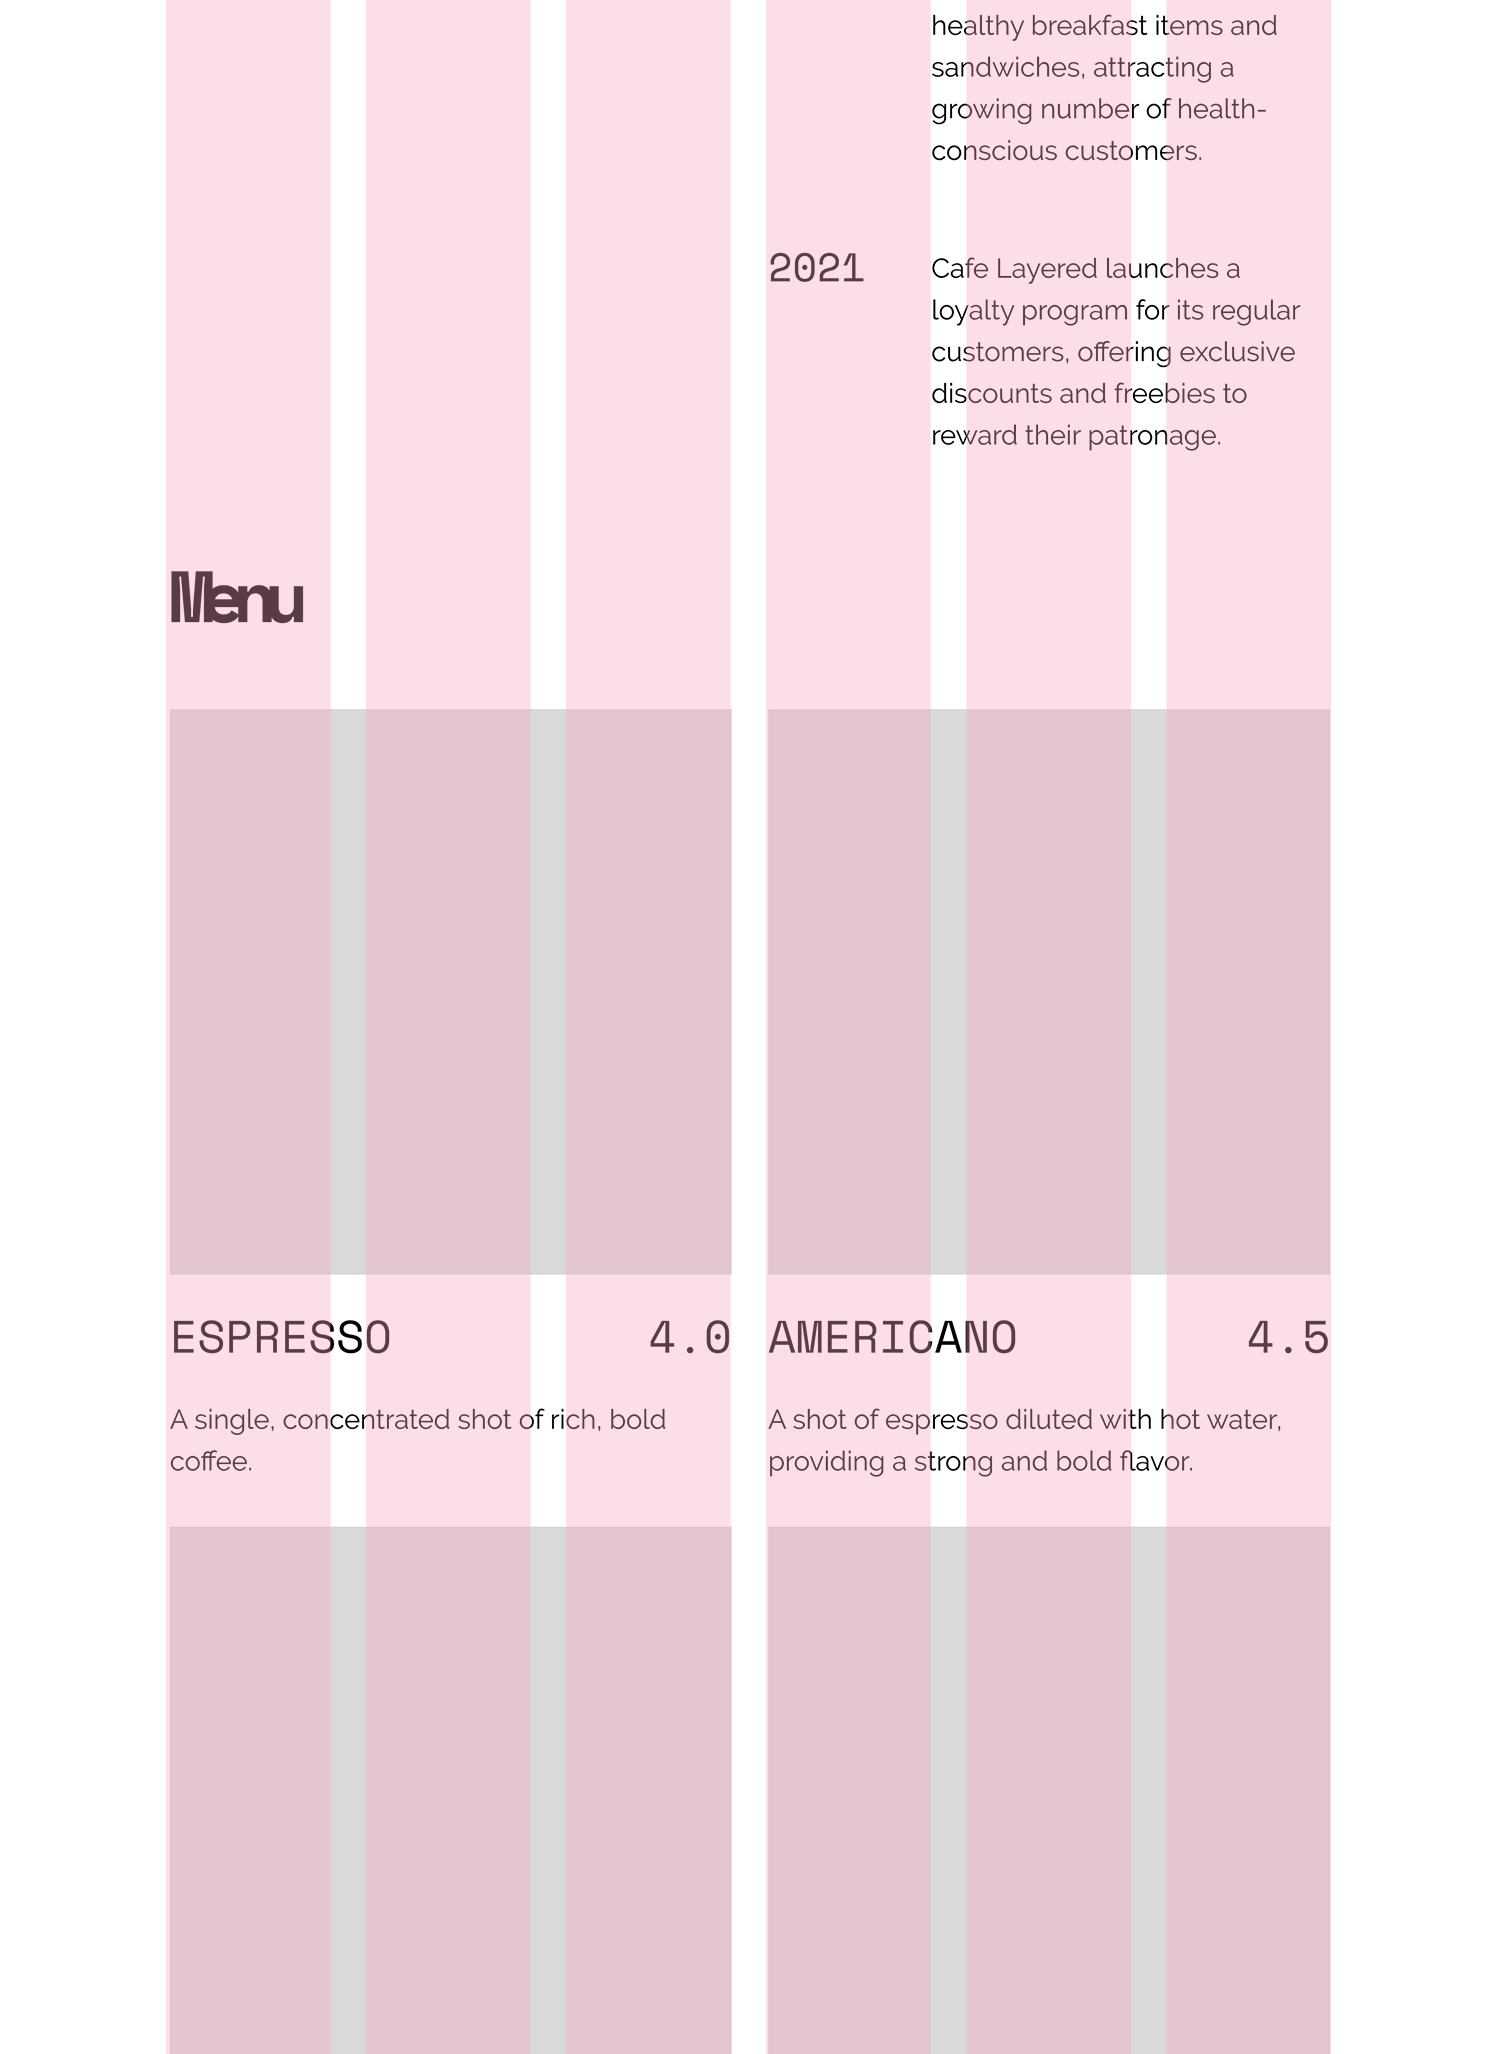 healthy breakfast items and
sandwiches, attracting a
growing number of health-
conscious customers.
2021
Cafe Layered launches a
loyalty program for its regular
customers, offering exclusive
discounts and freebies to
reward their patronage.
Menu
ESPRESSO 4.0
A single, concentrated shot of rich, bold
coffee.
AMERICANO 4.5
A shot of espresso diluted with hot water,
providing a strong and bold flavor.